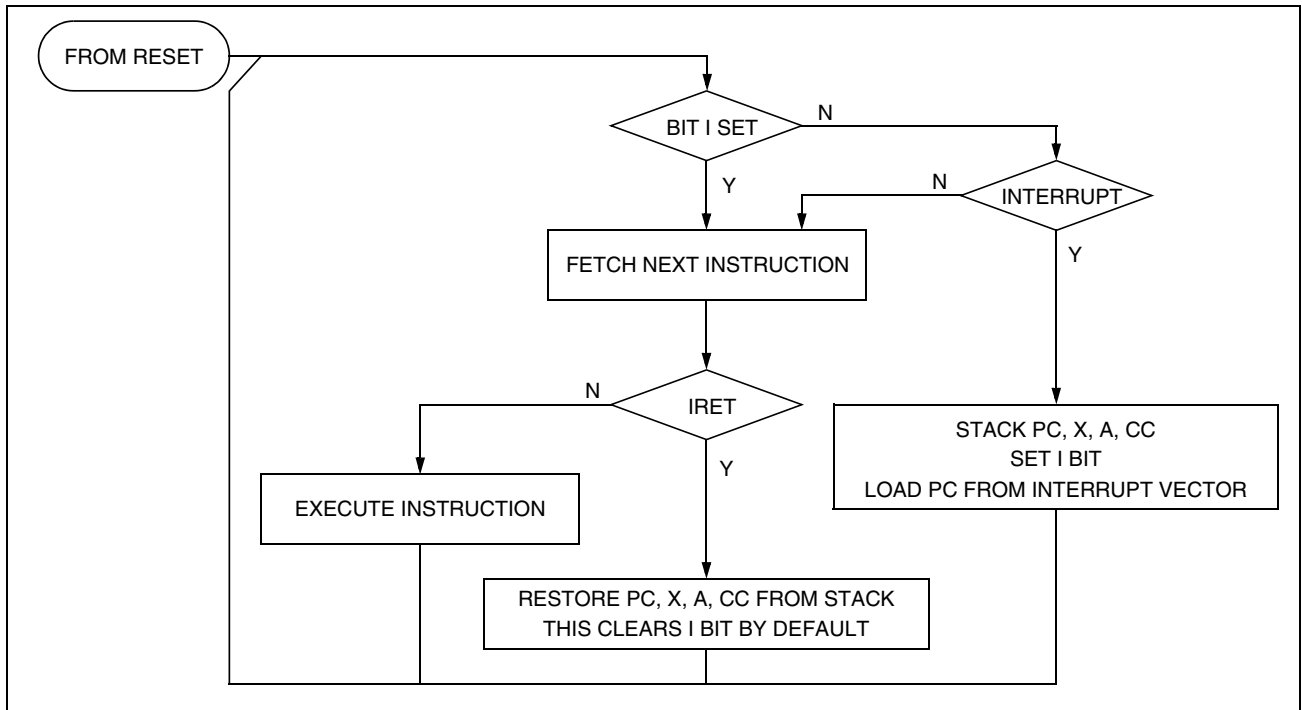 FROM RESET
BIT I SET
N
Y
N
INTERRUPT
Y
FETCH NEXT INSTRUCTION
N
IRET
Y
STACK PC, X, A, CC
SET I BIT
LOAD PC FROM INTERRUPT VECTOR
EXECUTE INSTRUCTION
RESTORE PC, X, A, CC FROM STACK
THIS CLEARS I BIT BY DEFAULT